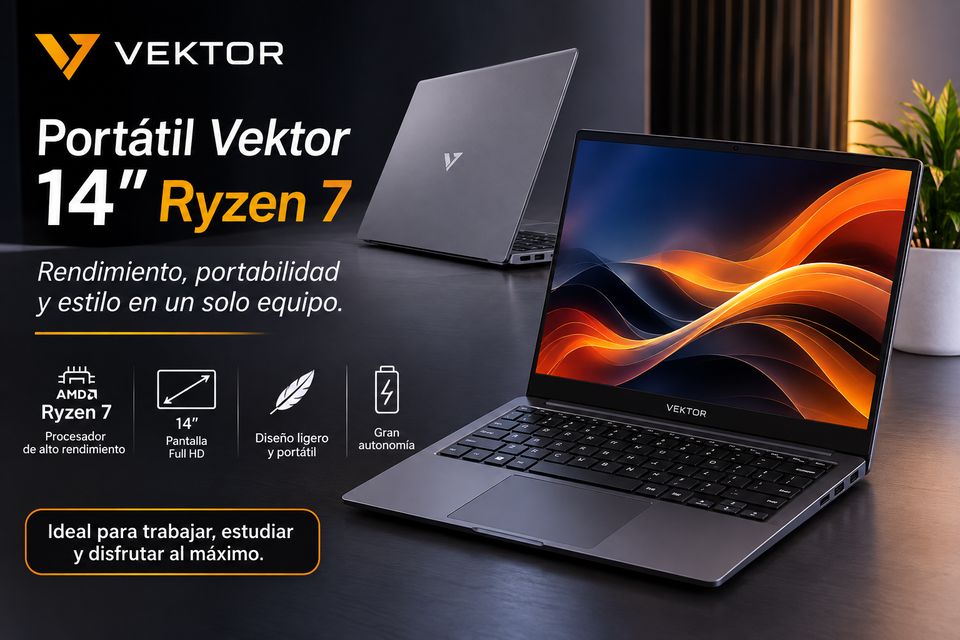 VEKTOR
Portátil Vektor
14” Ryzen 7
Rendimiento, portabilidad
y estilo en un solo equipo.
AMD
Ryzen 7
Procesador
de alto rendimiento
14”
Pantalla
Full HD
Diseño ligero
y portátil
Gran
autonomía
Ideal para trabajar, estudiar
y disfrutar al máximo.
VEKTOR